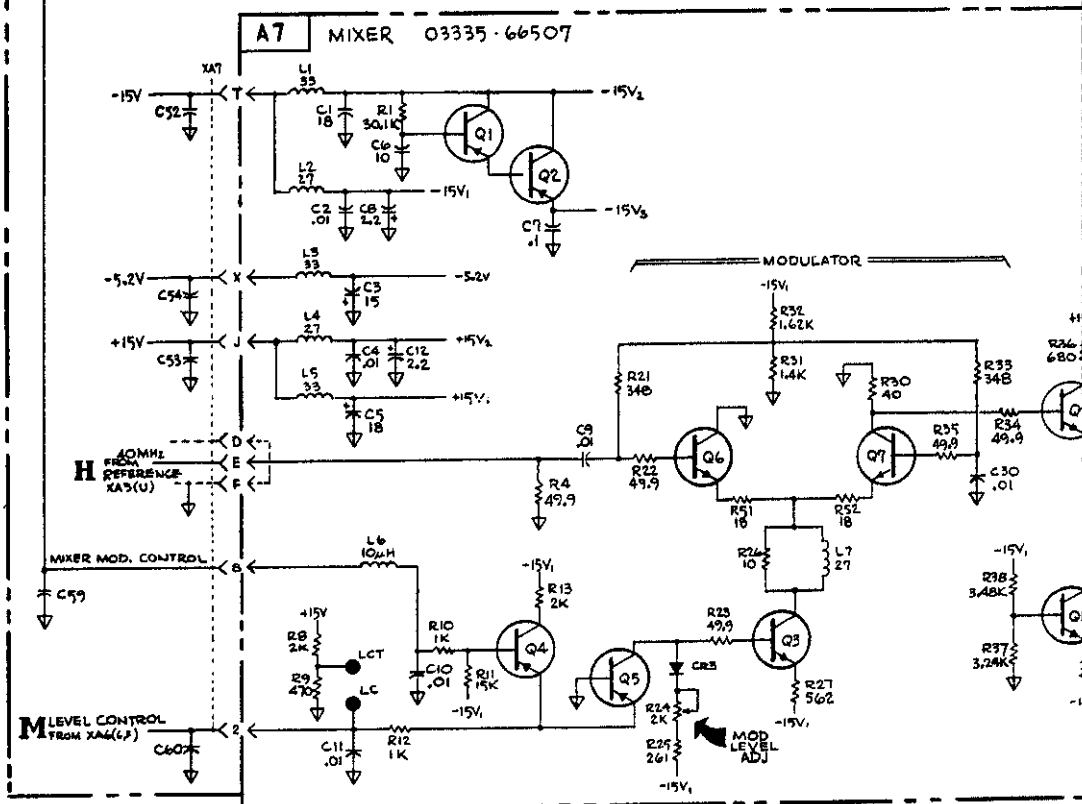 A7 MIXER 03335-66507
XA7
-15V
C52
T
L1
33
C1
18
R1
30.1K
C6
10
Q1
Q2
-15V2
L2
27
C2
.01
C8
2.2
-15V1
-15V3
C7
.1
-5.2V
C54
X
L3
33
C3
15
-5.2V
+15V
C53
J
L4
27
C4
.01
C12
2.2
+15V2
L5
33
C5
18
MODULATOR
-15V1
R32
1.62K
R31
1.4K
R21
348
R30
40
R33
348
R36
680
R34
49.9
R35
49.9
C30
.01
Q6
Q7
D
E
F
H
40MHz
FROM
REFERENCE
XA3(U)
R4
49.9
C9
.01
R22
49.9
R51
18
R52
18
R26
10
L7
27
MIXER MOD. CONTROL
C59
L6
10μH
+15V
R8
2K
R9
470
LCT
LC
R10
1K
C10
.01
R11
15K
-15V1
-15V1
R13
2K
Q4
Q5
R23
49.9
Q3
R27
562
-15V1
CR3
R24
2K
R25
261
-15V1
MOD
LEVEL
ADJ
-15V1
R38
3.48K
R37
3.24K
M LEVEL CONTROL
FROM XA6(6,F)
C60
2
C11
.01
R12
1K